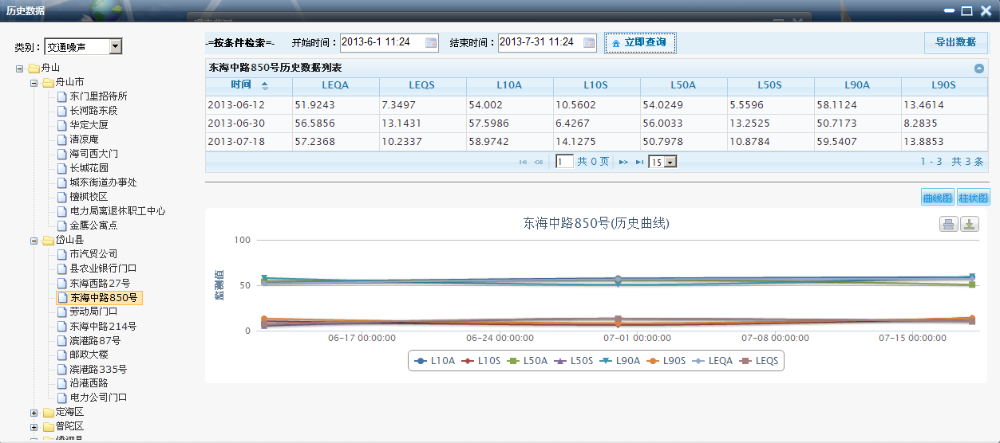 历史数据
类别：交通噪声
舟山
舟山市
东门里招待所
长河路东段
华定大厦
清凉庵
海司西大门
长城花园
城东街道办事处
檀枫校区
电力局离退休职工中心
金鹰公寓点
岱山县
市汽贸公司
县农业银行门口
东海西路27号
东海中路850号
劳动局门口
东海中路214号
滨港路87号
邮政大楼
滨港路335号
沿港西路
电力公司门口
定海区
普陀区
嵊泗县
-=按条件检索=- 开始时间：2013-6-1 11:24 结束时间：2013-7-31 11:24 立即查询 导出数据
东海中路850号历史数据列表
时间 LEQA LEQS L10A L10S L50A L50S L90A L90S
2013-06-12 51.9243 7.3497 54.002 10.5602 54.0249 5.5596 58.1124 13.4614
2013-06-30 56.5856 13.1431 57.5986 6.4267 56.0033 13.2525 50.7173 8.2835
2013-07-18 57.2368 10.2337 58.9742 14.1275 50.7978 10.8784 59.5407 13.8853
1 共 0 页 15 1 - 3 共 3 条
曲线图 柱状图
东海中路850号(历史曲线)
监测值
100
50
0
06-17 00:00:00 06-24 00:00:00 07-01 00:00:00 07-08 00:00:00 07-15 00:00:00
L10A L10S L50A L50S L90A L90S LEQA LEQS